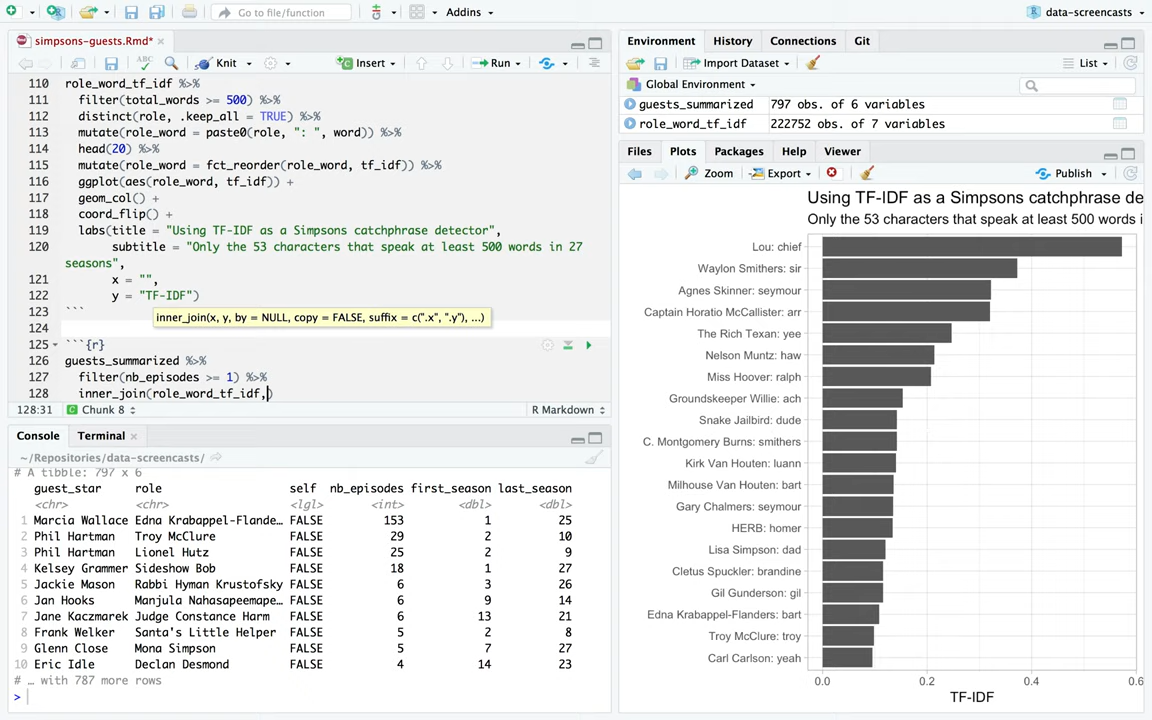 Go to file/function
Addins
data-screencasts
simpsons-guests.Rmd*
ABC
Knit
Insert
Run
110 role_word_tf_idf %>%
111 filter(total_words >= 500) %>%
112 distinct(role, .keep_all = TRUE) %>%
113 mutate(role_word = paste0(role, ": ", word)) %>%
114 head(20) %>%
115 mutate(role_word = fct_reorder(role_word, tf_idf)) %>%
116 ggplot(aes(role_word, tf_idf)) +
117 geom_col() +
118 coord_flip() +
119 labs(title = "Using TF-IDF as a Simpsons catchphrase detector",
120 subtitle = "Only the 53 characters that speak at least 500 words in 27
seasons",
121 x = "",
122 y = "TF-IDF")
123 ```
inner_join(x, y, by = NULL, copy = FALSE, suffix = c(".x", ".y"), ...)
124
125 ```{r}
126 guests_summarized %>%
127 filter(nb_episodes >= 1) %>%
128 inner_join(role_word_tf_idf,)
128:31 Chunk 8 R Markdown
Console Terminal
~/Repositories/data-screencasts/
# A tibble: 797 x 6
guest_star role self nb_episodes first_season last_season
<chr> <chr> <lgl> <int> <dbl> <dbl>
1 Marcia Wallace Edna Krabappel-Flande… FALSE 153 1 25
2 Phil Hartman Troy McClure FALSE 29 2 10
3 Phil Hartman Lionel Hutz FALSE 25 2 9
4 Kelsey Grammer Sideshow Bob FALSE 18 1 27
5 Jackie Mason Rabbi Hyman Krustofsky FALSE 6 3 26
6 Jan Hooks Manjula Nahasapeemape… FALSE 6 9 14
7 Jane Kaczmarek Judge Constance Harm FALSE 6 13 21
8 Frank Welker Santa's Little Helper FALSE 5 2 8
9 Glenn Close Mona Simpson FALSE 5 7 27
10 Eric Idle Declan Desmond FALSE 4 14 23
# … with 787 more rows
>
Environment History Connections Git
Import Dataset List
Global Environment
guests_summarized 797 obs. of 6 variables
role_word_tf_idf 222752 obs. of 7 variables
Files Plots Packages Help Viewer
Zoom Export Publish
Using TF-IDF as a Simpsons catchphrase de
Only the 53 characters that speak at least 500 words i
Lou: chief
Waylon Smithers: sir
Agnes Skinner: seymour
Captain Horatio McCallister: arr
The Rich Texan: yee
Nelson Muntz: haw
Miss Hoover: ralph
Groundskeeper Willie: ach
Snake Jailbird: dude
C. Montgomery Burns: smithers
Kirk Van Houten: luann
Milhouse Van Houten: bart
Gary Chalmers: seymour
HERB: homer
Lisa Simpson: dad
Cletus Spuckler: brandine
Gil Gunderson: gil
Edna Krabappel-Flanders: bart
Troy McClure: troy
Carl Carlson: yeah
0.0 0.2 0.4 0.6
TF-IDF